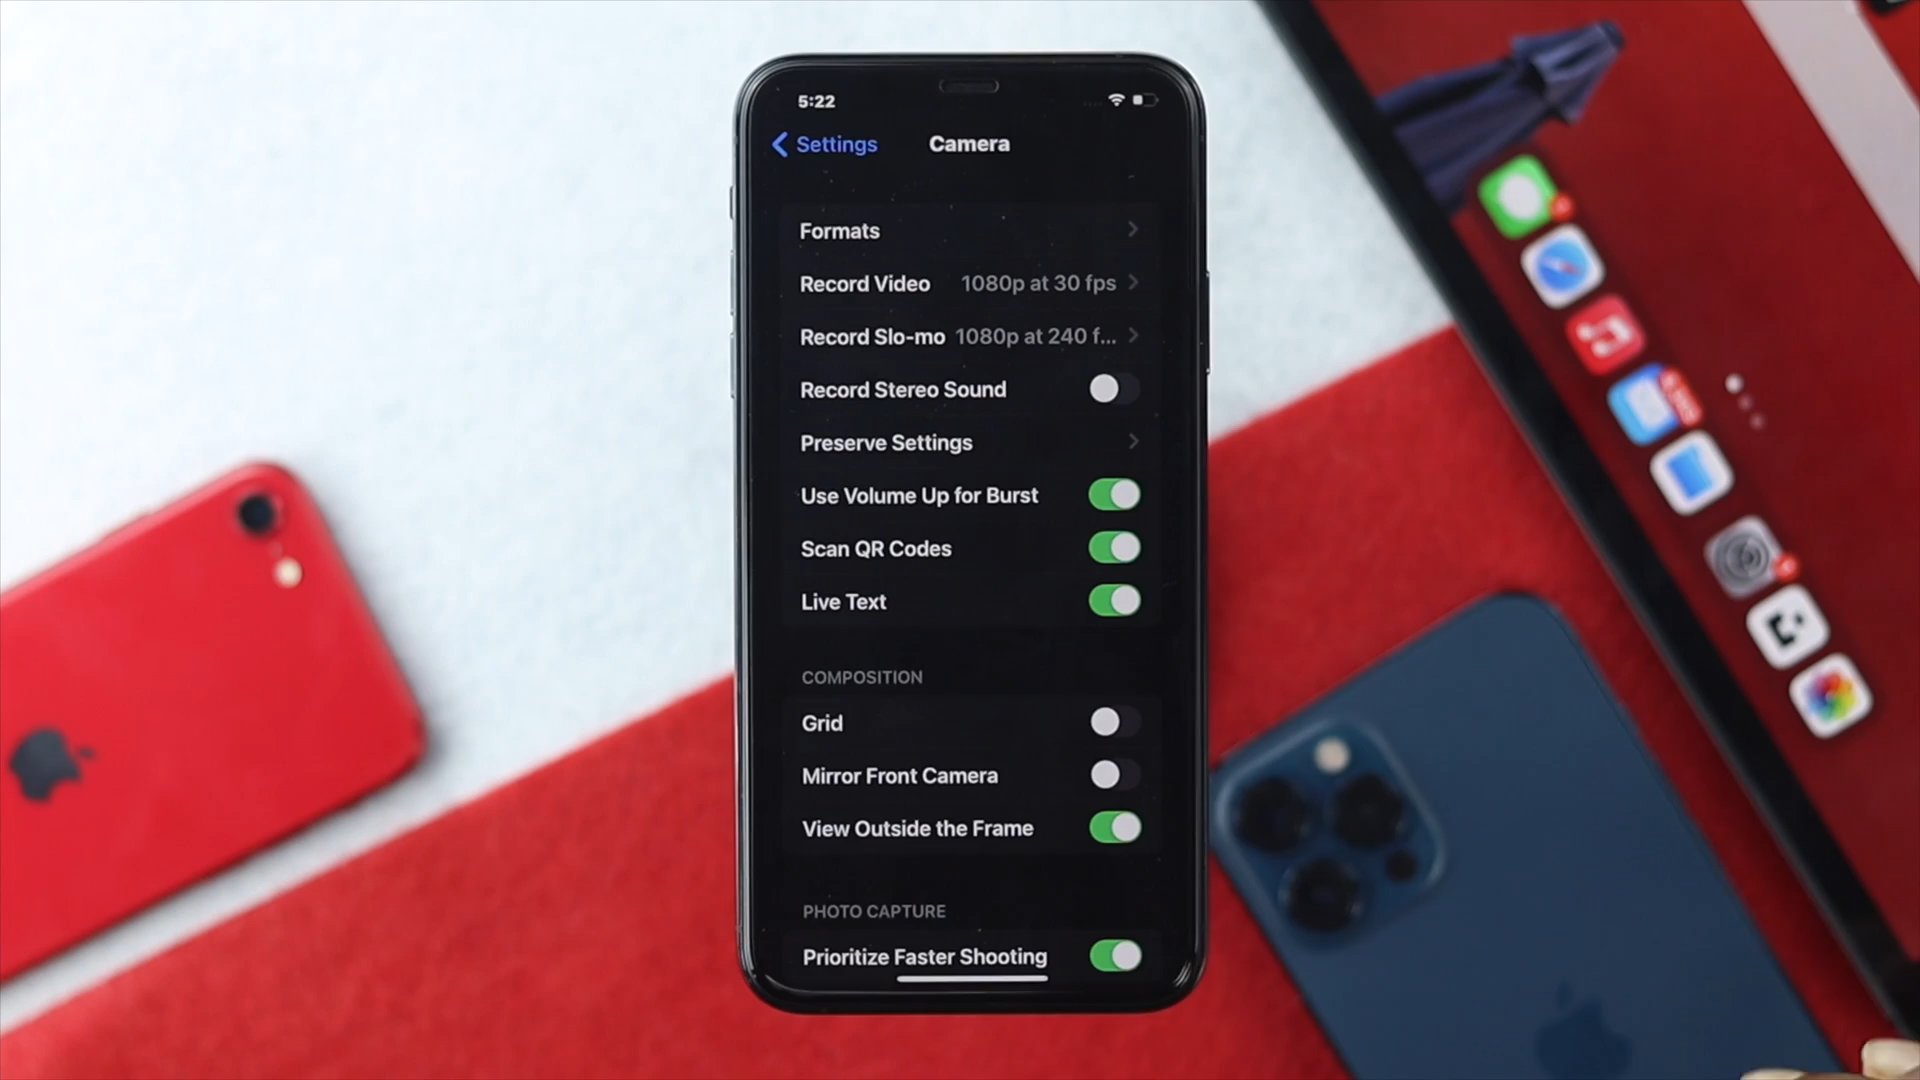 5:22
Settings
Camera
Formats
Record Video 1080p at 30 fps
Record Slo-mo 1080p at 240 f...
Record Stereo Sound
Preserve Settings
Use Volume Up for Burst
Scan QR Codes
Live Text
COMPOSITION
Grid
Mirror Front Camera
View Outside the Frame
PHOTO CAPTURE
Prioritize Faster Shooting